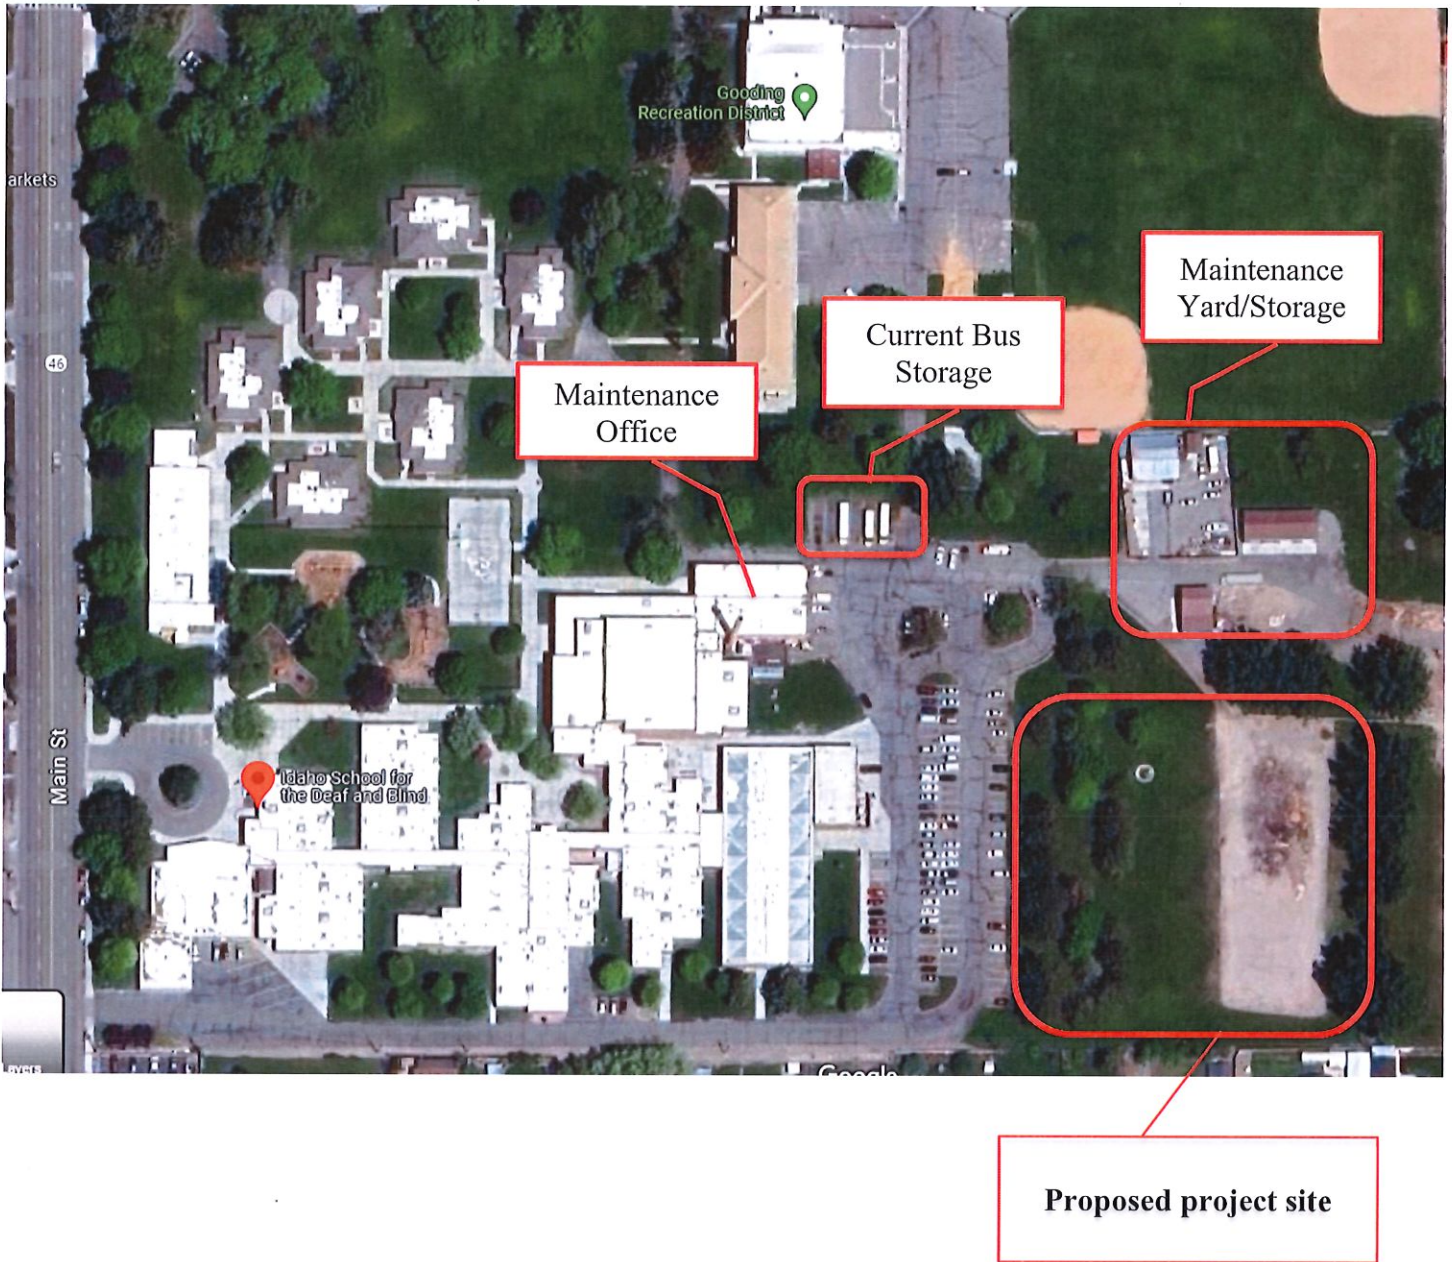 Gooding
Recreation District
arkets
Maintenance
Yard/Storage
Current Bus
Storage
46
Maintenance
Office
Main St
Idaho School for
the Deaf and Blind
ayers
Google
Proposed project site